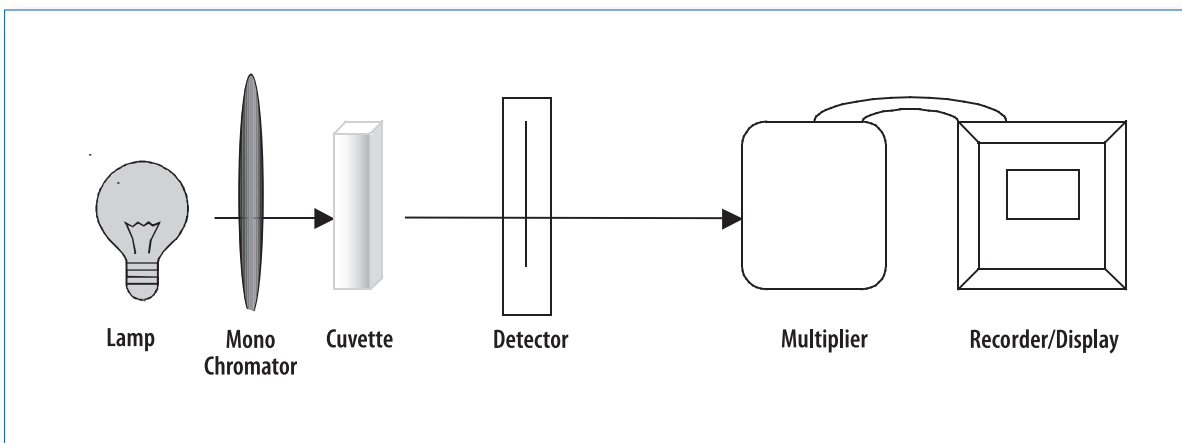 Lamp
Mono
Chromator
Cuvette
Detector
Multiplier
Recorder/Display